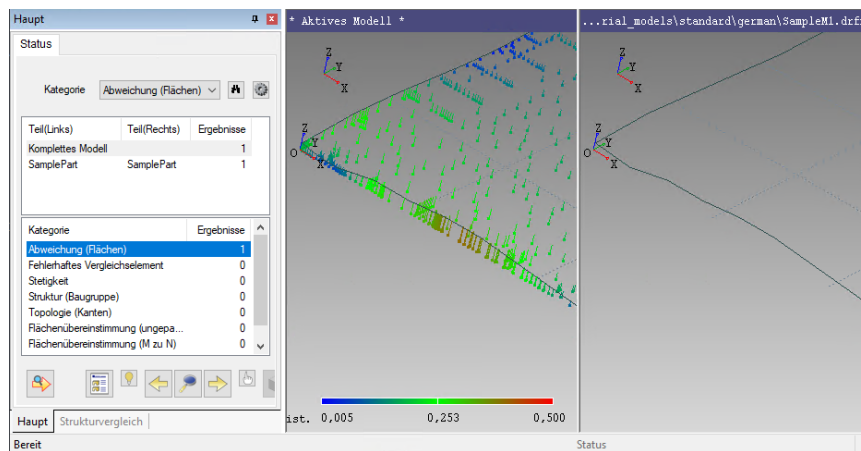 Haupt
Status
Kategorie Abweichung (Flächen)
Teil(Links) Teil(Rechts) Ergebnisse
Komplettes Modell 1
SamplePart SamplePart 1
Kategorie Ergebnisse
Abweichung (Flächen) 1
Fehlerhaftes Vergleichselement 0
Stetigkeit 0
Struktur (Baugruppe) 0
Topologie (Kanten) 0
Flächenübereinstimmung (ungepa... 0
Flächenübereinstimmung (M zu N) 0
Haupt Strukturvergleich
Bereit
* Aktives Modell *
Z
Y
X
Z
Y
O
X
ist. 0,005 0,253 0,500
...rial_models\standard\german\SampleM1.drf
Z
Y
X
Z
Y
O
X
Status